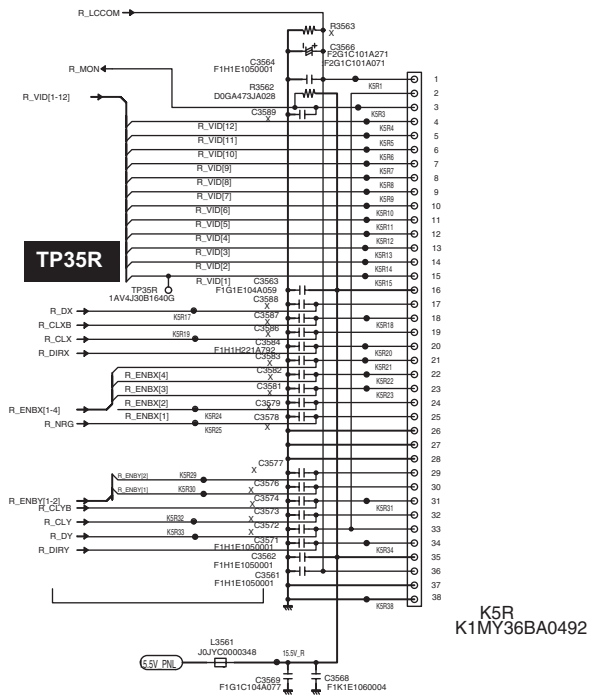 R_LCCOM
R3563
X
C3566
F2G1C101A271
F2G1C101A071
C3564
F1H1E1050001
R_MON
R3562
D0GA473JA028
R_VID[1-12]
C3589
X
K5R1
K5R3
R_VID[12]
K5R4
R_VID[11]
K5R5
R_VID[10]
K5R6
R_VID[9]
K5R7
R_VID[8]
K5R8
R_VID[7]
K5R9
R_VID[6]
K5R10
R_VID[5]
K5R11
R_VID[4]
K5R12
R_VID[3]
K5R13
R_VID[2]
K5R14
R_VID[1]
K5R15
TP35R
TP35R
1AV4J30B1640G
C3563
F1G1E104A059
C3588
X
R_DX
K5R17
C3587
X
K5R18
R_CLXB
C3586
R_CLX
K5R19
X
C3584
F1H1H221A792
K5R20
R_DIRX
C3583
X
K5R21
R_ENBX[4]
C3582
X
K5R22
R_ENBX[3]
C3581
X
K5R23
R_ENBX[2]
C3579
X
R_ENBX[1-4]
R_ENBX[1]
K5R24
C3578
X
R_NRG
K5R25
C3577
X
R_ENBY[2]
K5R29
C3576
X
R_ENBY[1]
K5R30
R_ENBY[1-2]
C3574
X
K5R31
R_CLYB
C3573
X
R_CLY
K5R32
C3572
X
R_DY
K5R33
C3571
F1H1E1050001
K5R34
R_DIRY
C3562
F1H1E1050001
C3561
F1H1E1050001
K5R38
1
2
3
4
5
6
7
8
9
10
11
12
13
14
15
16
17
18
19
20
21
22
23
24
25
26
27
28
29
30
31
32
33
34
35
36
37
38
K5R
K1MY36BA0492
L3561
J0JYC0000348
15.5V_R
5.5V_PNL
C3569
F1G1C104A077
C3568
F1K1E1060004